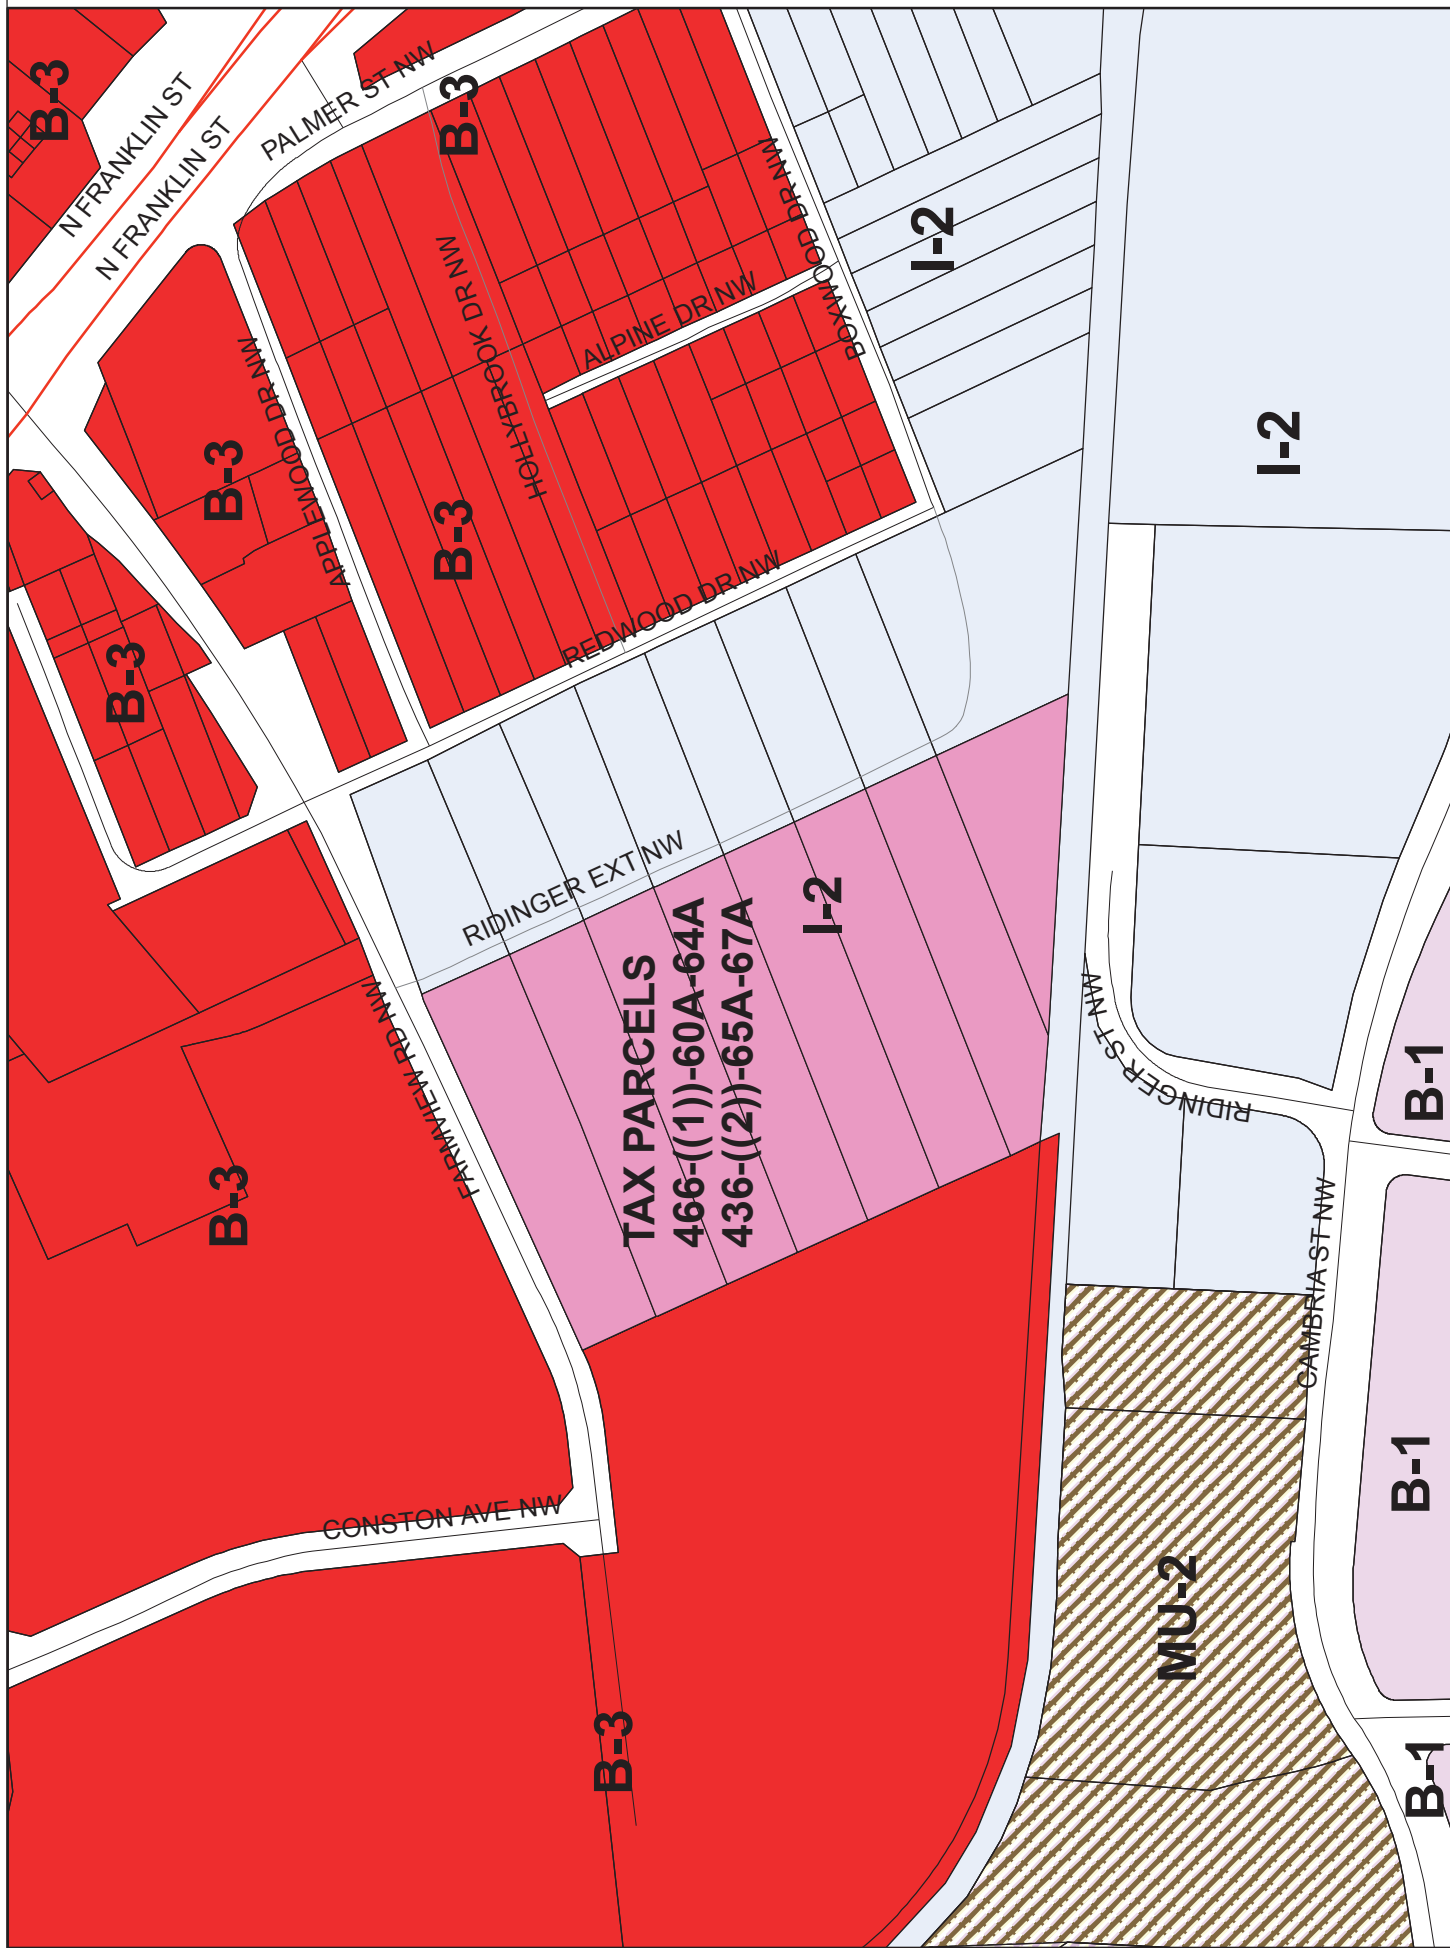 B-3
N FRANKLIN ST
N FRANKLIN ST
PALMER ST NW
B-3
BOXWOOD DR NW
I-2
HOLLYBROOK DR NW
ALPINE DR NW
APPLEWOOD DR NW
B-3
B-3
I-2
REDWOOD DR NW
B-3
RIDINGER EXT NW
I-2
TAX PARCELS
466-((1))-60A-64A
436-((2))-65A-67A
FARMVIEW RD NW
RIDINGER ST NW
B-1
B-3
CAMBRIA ST NW
B-1
CONSTON AVE NW
MU-2
B-3
B-1